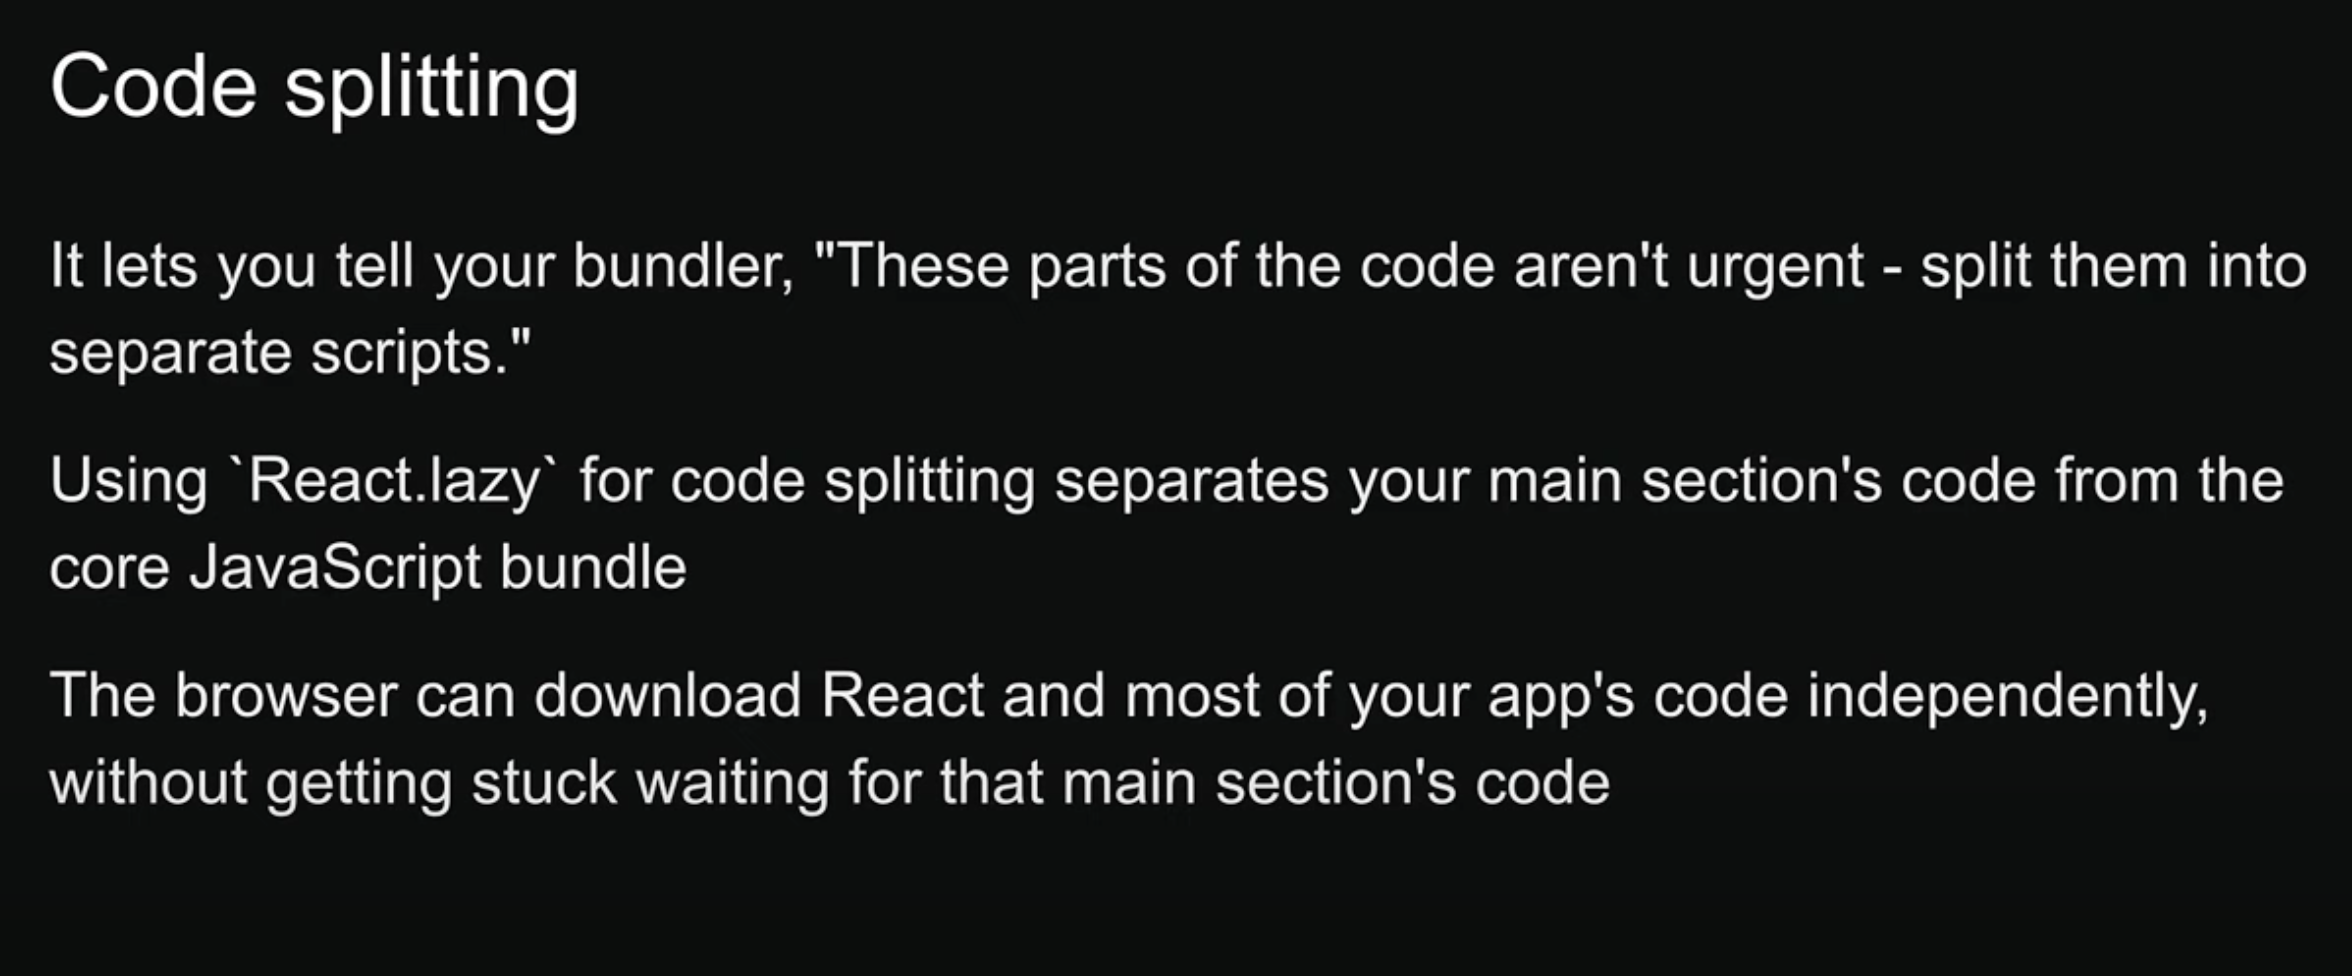 Code splitting
It lets you tell your bundler, "These parts of the code aren't urgent - split them into
separate scripts."
Using `React.lazy` for code splitting separates your main section's code from the
core JavaScript bundle
The browser can download React and most of your app's code independently,
without getting stuck waiting for that main section's code